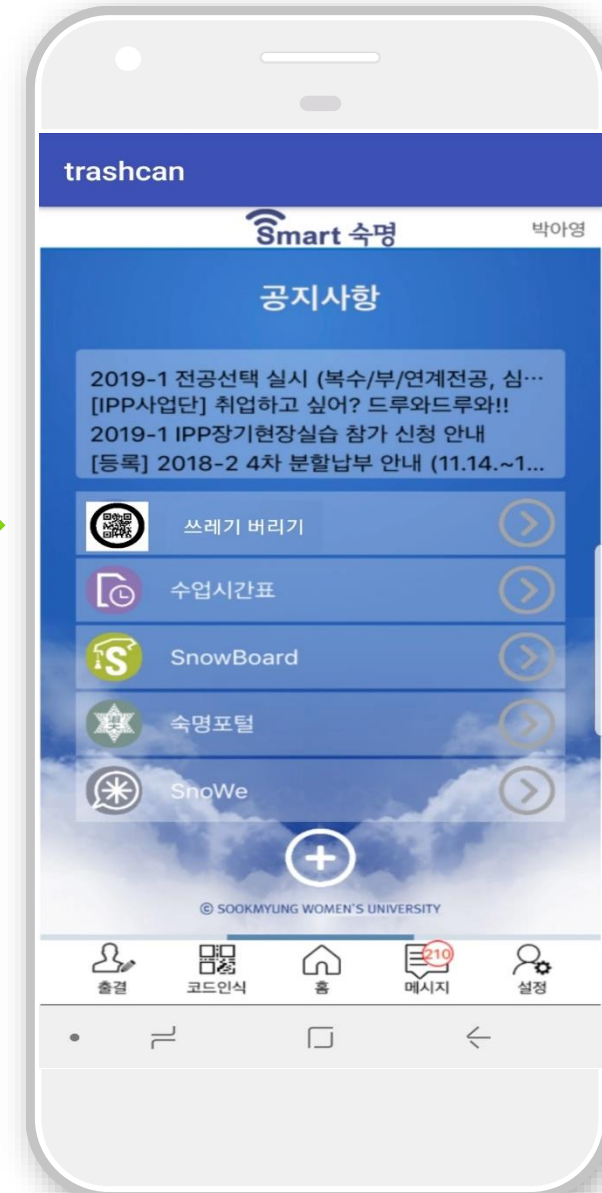 trashcan
Smart 숙명
박아영
공지사항
2019-1 전공선택 실시 (복수/부/연계전공, 심…
[IPP사업단] 취업하고 싶어? 드루와드루와!!
2019-1 IPP장기현장실습 참가 신청 안내
[등록] 2018-2 4차 분할납부 안내 (11.14.~1...
쓰레기 버리기
수업시간표
S SnowBoard
숙명포털
SnoWe
© SOOKMYUNG WOMEN'S UNIVERSITY
210
출결 코드인식 홈 메시지 설정